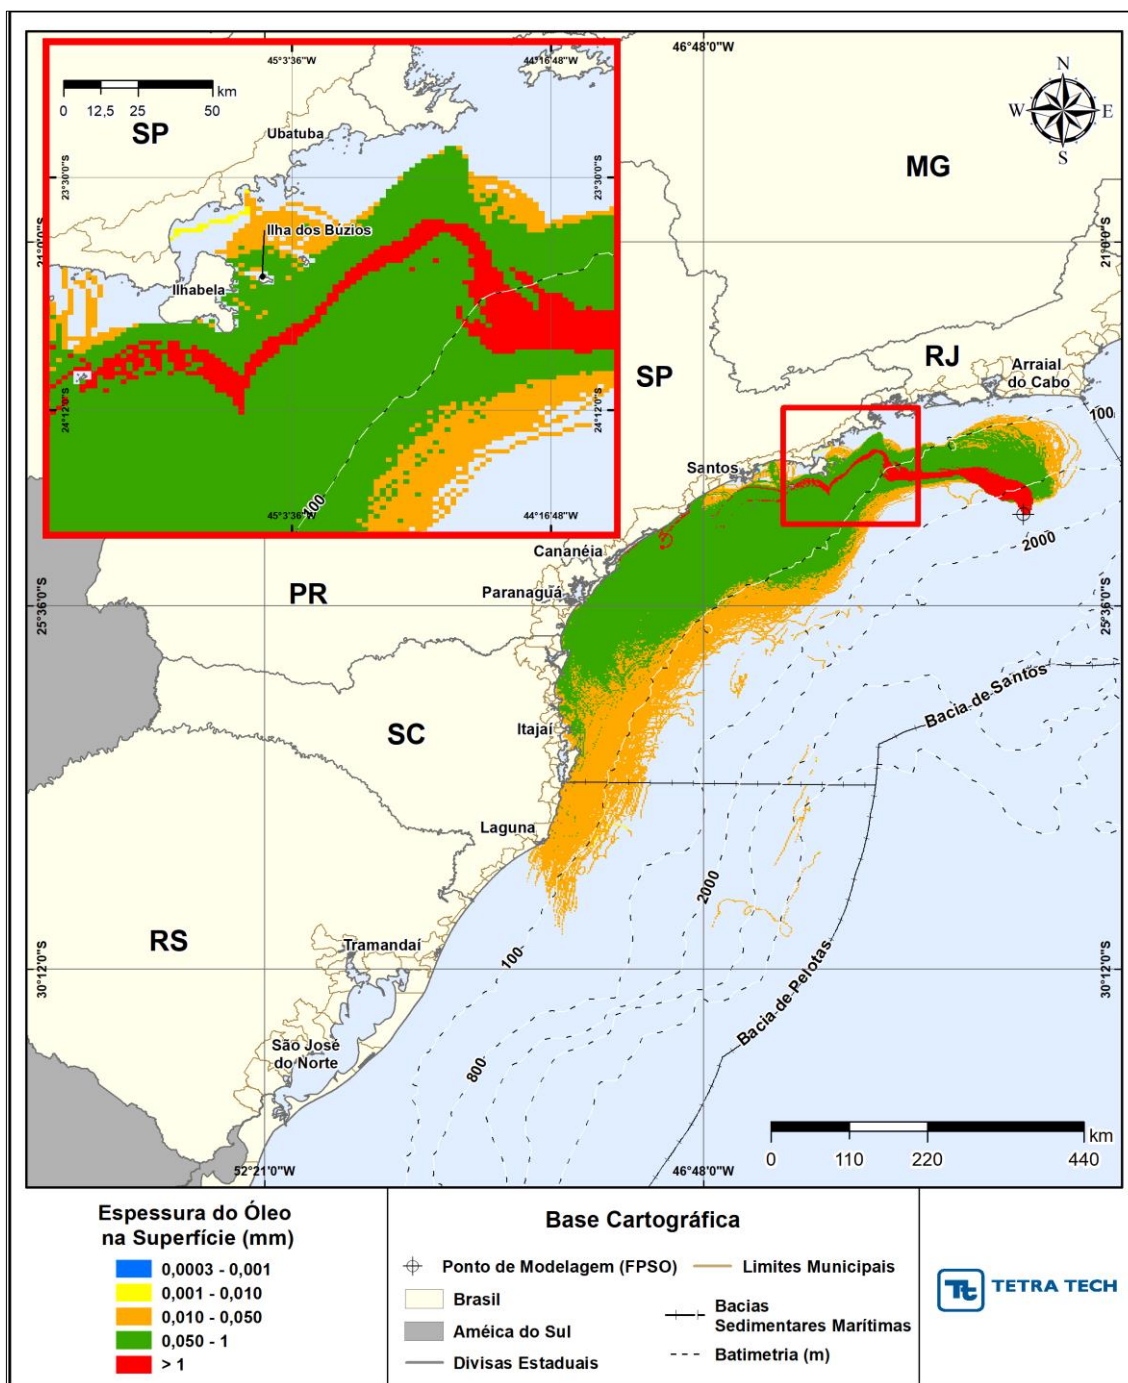 46°48'0"W
45°3'36"W
44°16'48"W
0 12,5 25 50 km
SP
Ubatuba
23°30'0"S
23°30'0"S
Ilha dos Búzios
Ilhabela
24°12'0"S
24°12'0"S
100
45°3'36"W
44°16'48"W
N
W E
S
MG
21°0'0"S
21°0'0"S
RJ
Arraial
do Cabo
SP
100
Santos
2000
Cananéia
PR
Paranaguá
25°36'0"S
25°36'0"S
Bacia de Santos
SC
Itajaí
Laguna
2000
RS
Tramandaí
100
30°12'0"S
30°12'0"S
Bacia de Pelotas
São José
do Norte
800
km
0 110 220 440
52°21'0"W
46°48'0"W
Espessura do Óleo
na Superfície (mm)
0,0003 - 0,001
0,001 - 0,010
0,010 - 0,050
0,050 - 1
> 1
Base Cartográfica
Ponto de Modelagem (FPSO)
Limites Municipais
Brasil
Bacias
Sedimentares Marítimas
Améica do Sul
Batimetria (m)
Divisas Estaduais
Tt
TETRA TECH